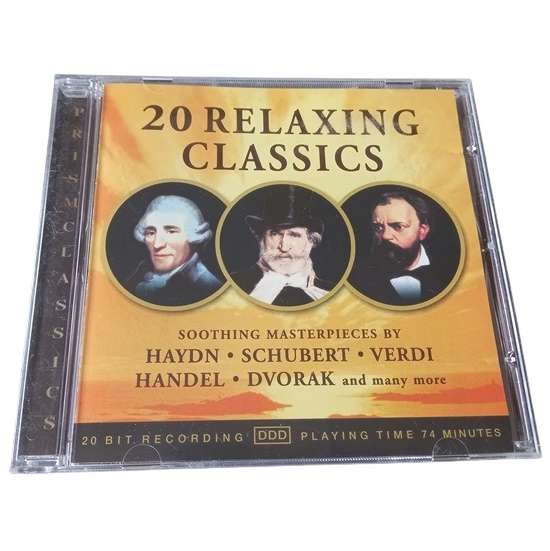 20 RELAXING
CLASSICS
SOOTHING MASTERPIECES BY
HAYDN • SCHUBERT • VERDI
HANDEL • DVORAK and many more
20 BIT RECORDING DDD PLAYING TIME 74 MINUTES
PRISM CLASSICS